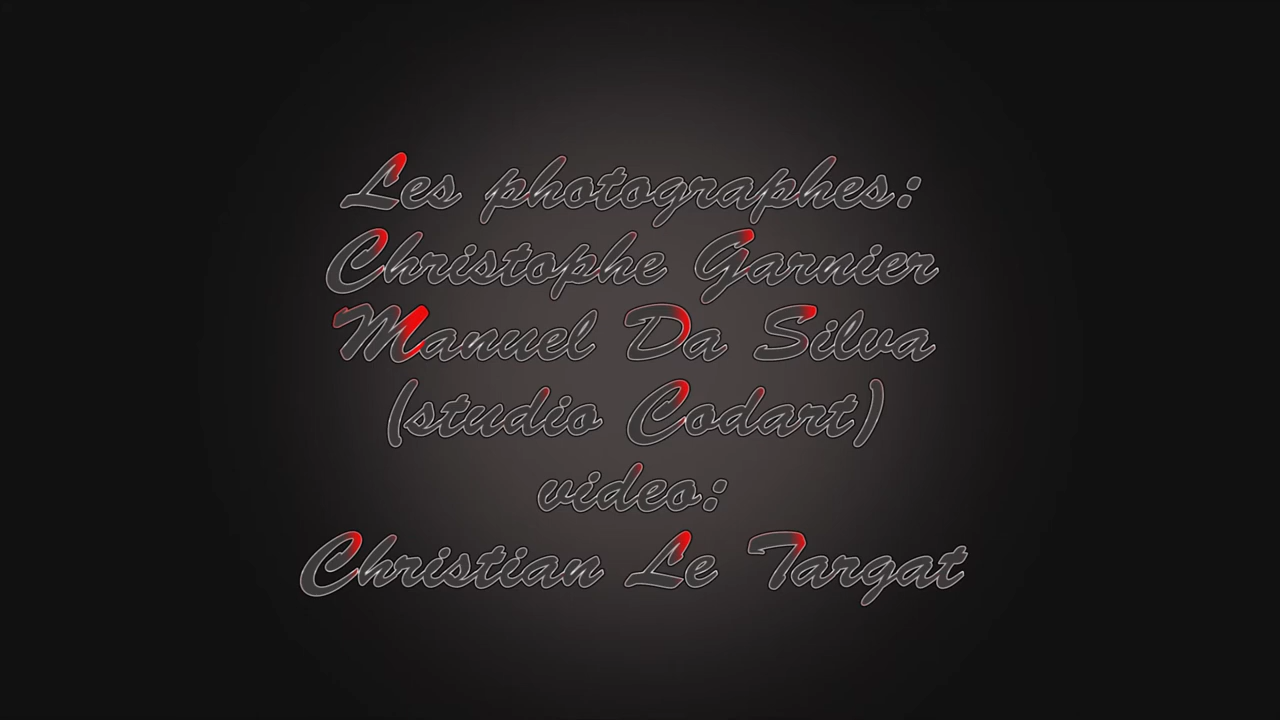 Les photographes:
Christophe Garnier
Manuel Da Silva
(studio Codart)
video:
Christian Le Targat